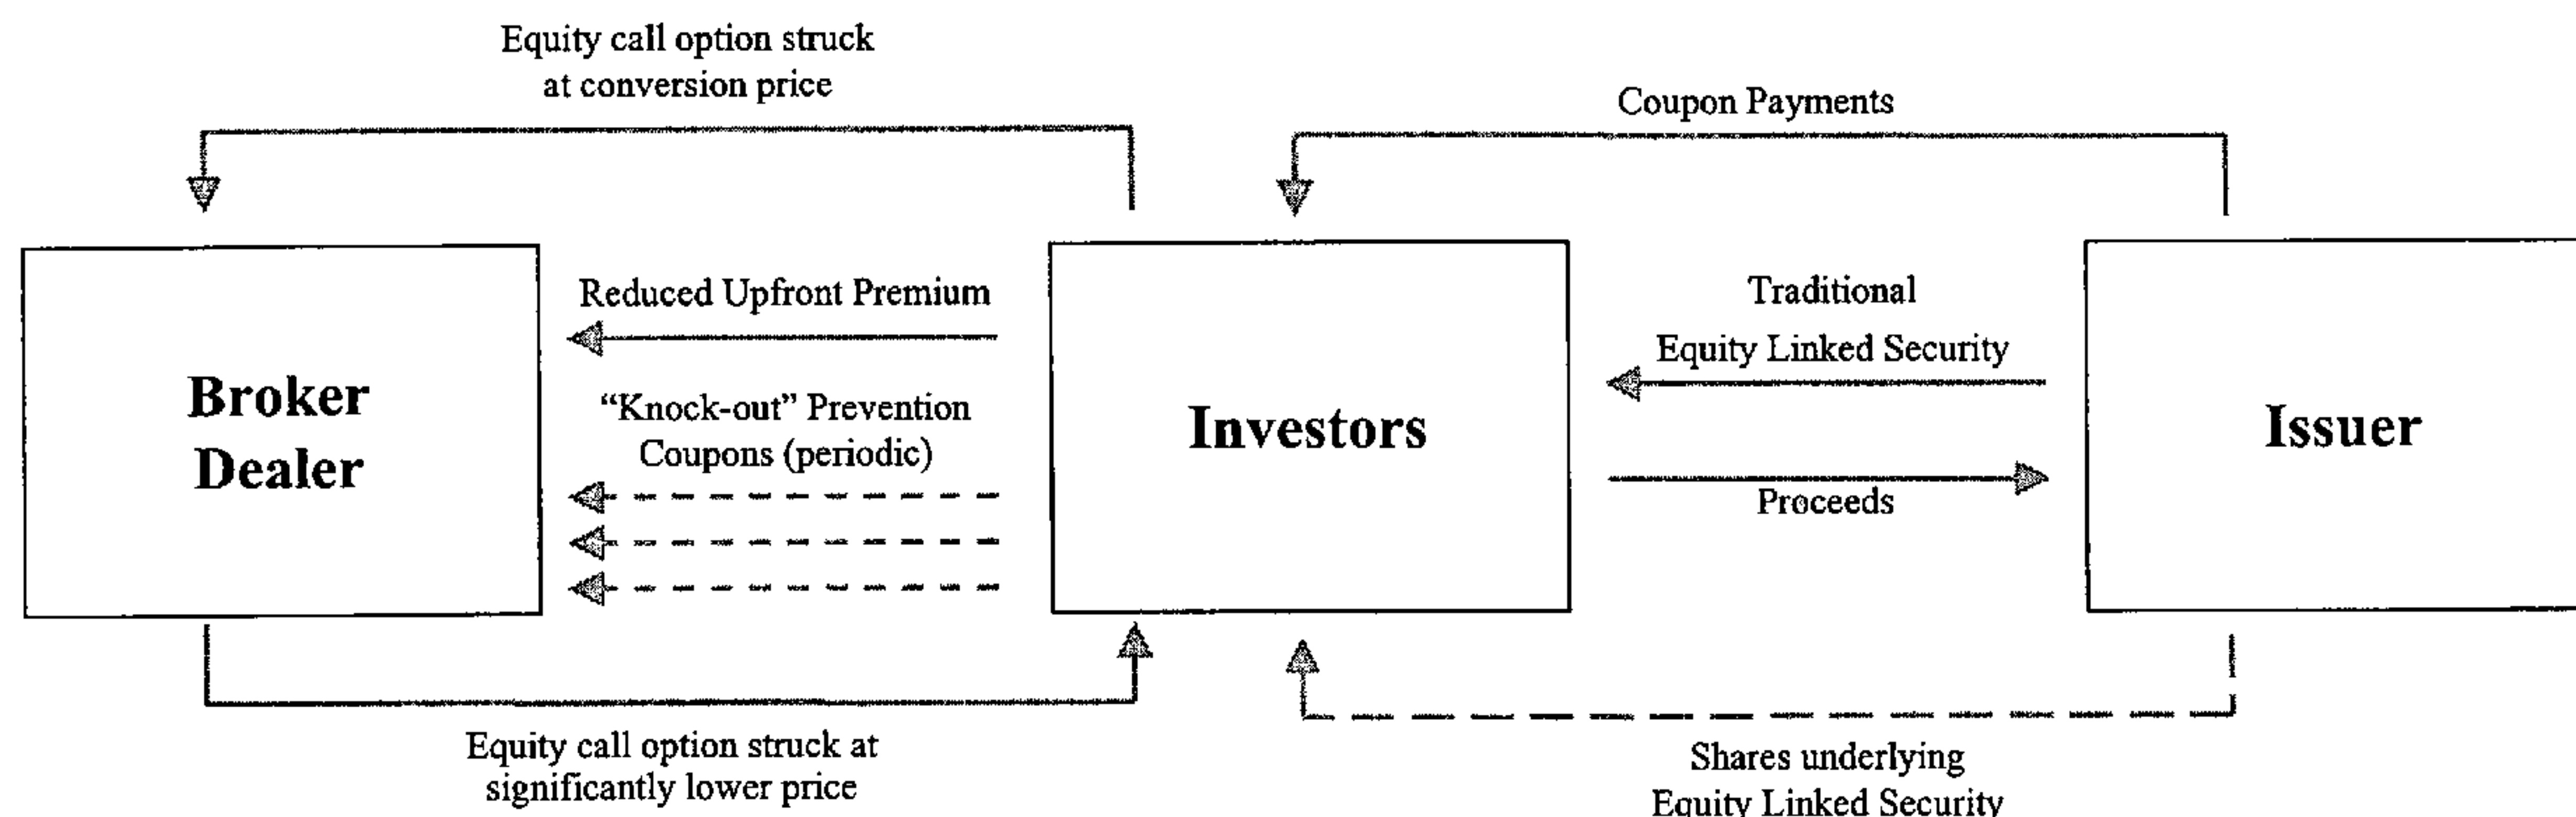 Equity call option struck
at conversion price
Coupon Payments
Reduced Upfront Premium
“Knock-out” Prevention
Coupons (periodic)
Broker
Dealer
Investors
Traditional
Equity Linked Security
Proceeds
Issuer
Equity call option struck at
significantly lower price
Shares underlying
Equity Linked Security